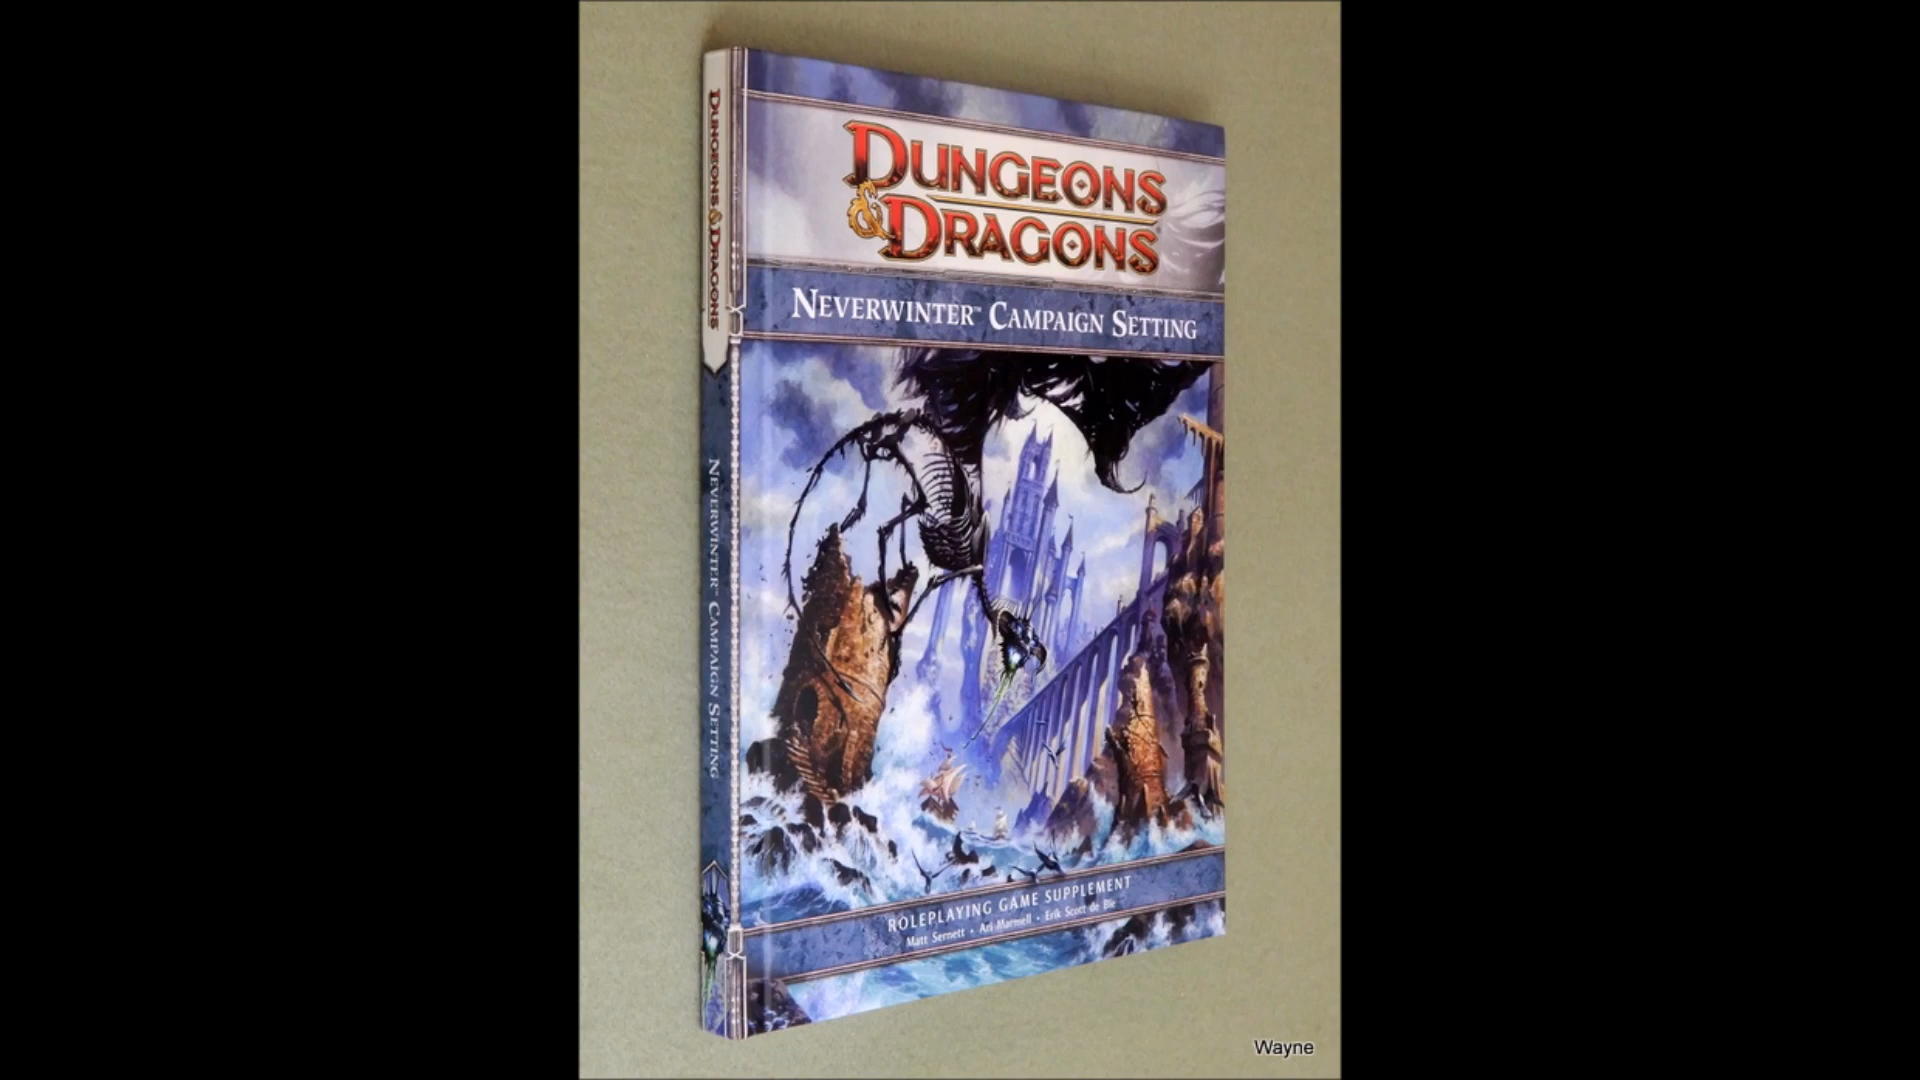 DUNGEONS & DRAGONS
NEVERWINTER™ CAMPAIGN SETTING
DUNGEONS
& DRAGONS
NEVERWINTER™ CAMPAIGN SETTING
ROLEPLAYING GAME SUPPLEMENT
Matt Sernett • Ari Marmell • Erik Scott de Bie
Wayne